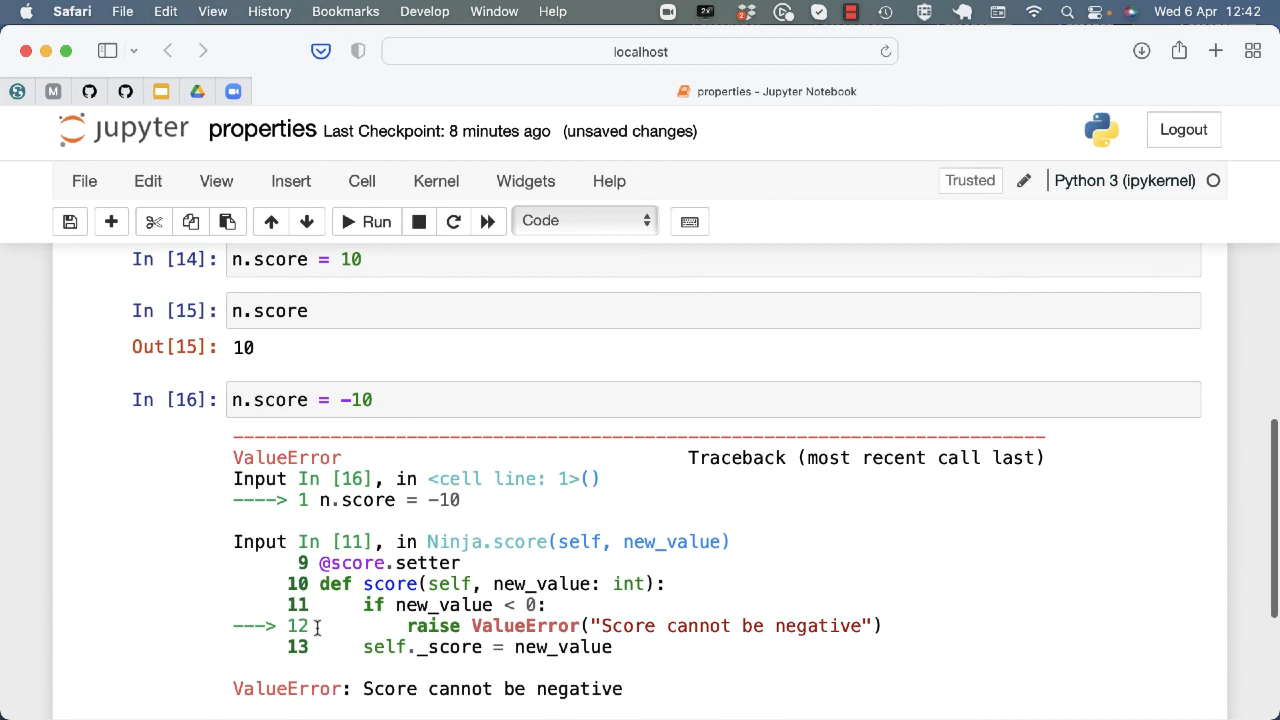 Safari File Edit View History Bookmarks Develop Window Help Wed 6 Apr 12:42
localhost
M properties - Jupyter Notebook
jupyter properties Last Checkpoint: 8 minutes ago (unsaved changes) Logout
File Edit View Insert Cell Kernel Widgets Help Trusted Python 3 (ipykernel)
Run Code
In [14]: n.score = 10
In [15]: n.score
Out[15]: 10
In [16]: n.score = -10
---------------------------------------------------------------------------
ValueError Traceback (most recent call last)
Input In [16], in <cell line: 1>()
----> 1 n.score = -10
Input In [11], in Ninja.score(self, new_value)
9 @score.setter
10 def score(self, new_value: int):
11 if new_value < 0:
---> 12 raise ValueError("Score cannot be negative")
13 self._score = new_value
ValueError: Score cannot be negative